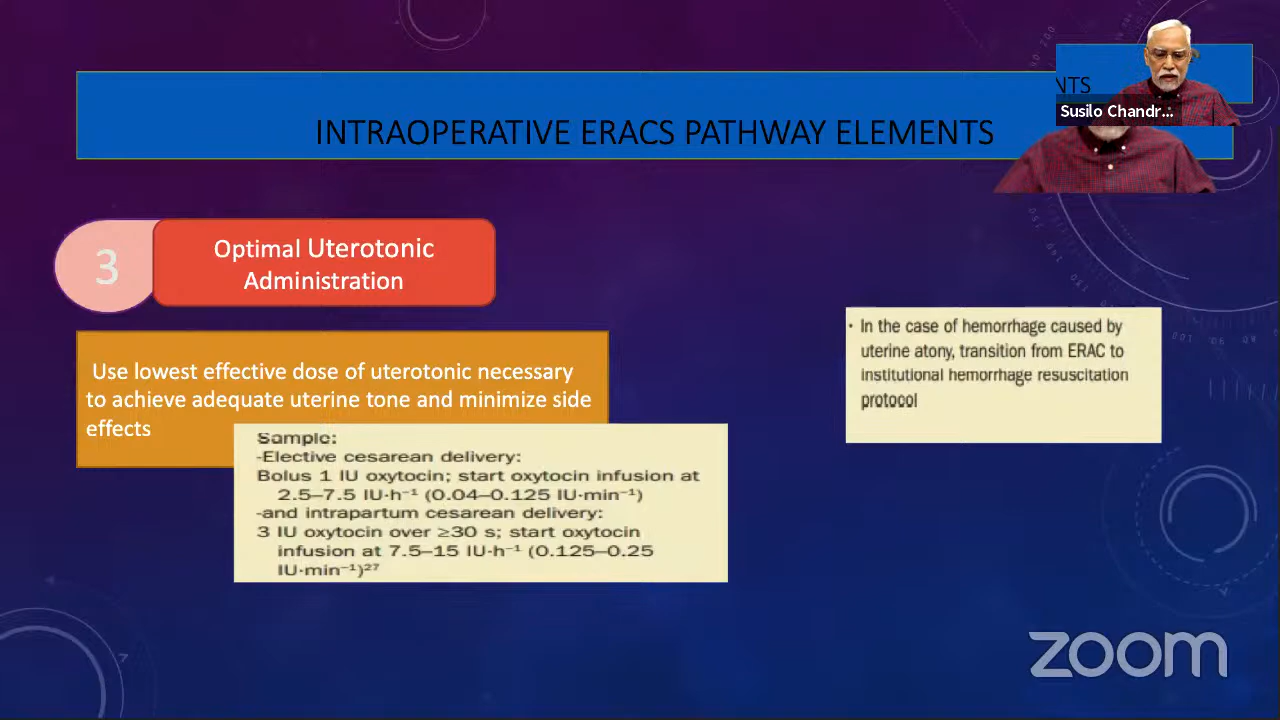 NTS
Susilo Chandr...
INTRAOPERATIVE ERACS PATHWAY ELEMENTS
3
Optimal Uterotonic
Administration
Use lowest effective dose of uterotonic necessary
to achieve adequate uterine tone and minimize side
effects
Sample:
-Elective cesarean delivery:
Bolus 1 IU oxytocin; start oxytocin infusion at
2.5–7.5 IU·h⁻¹ (0.04–0.125 IU·min⁻¹)
-and intrapartum cesarean delivery:
3 IU oxytocin over ≥30 s; start oxytocin
infusion at 7.5–15 IU·h⁻¹ (0.125–0.25
IU·min⁻¹)²⁷
• In the case of hemorrhage caused by
uterine atony, transition from ERAC to
institutional hemorrhage resuscitation
protocol
zoom